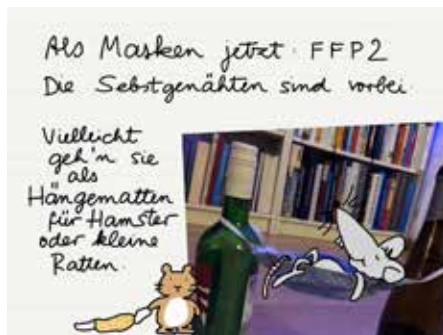 Als Masken jetzt FFP2
Die Sebstgenähten sind vorbei.
Vielleicht
geh'n sie
als
Hängematten
für Hamster
oder kleine
Ratten.